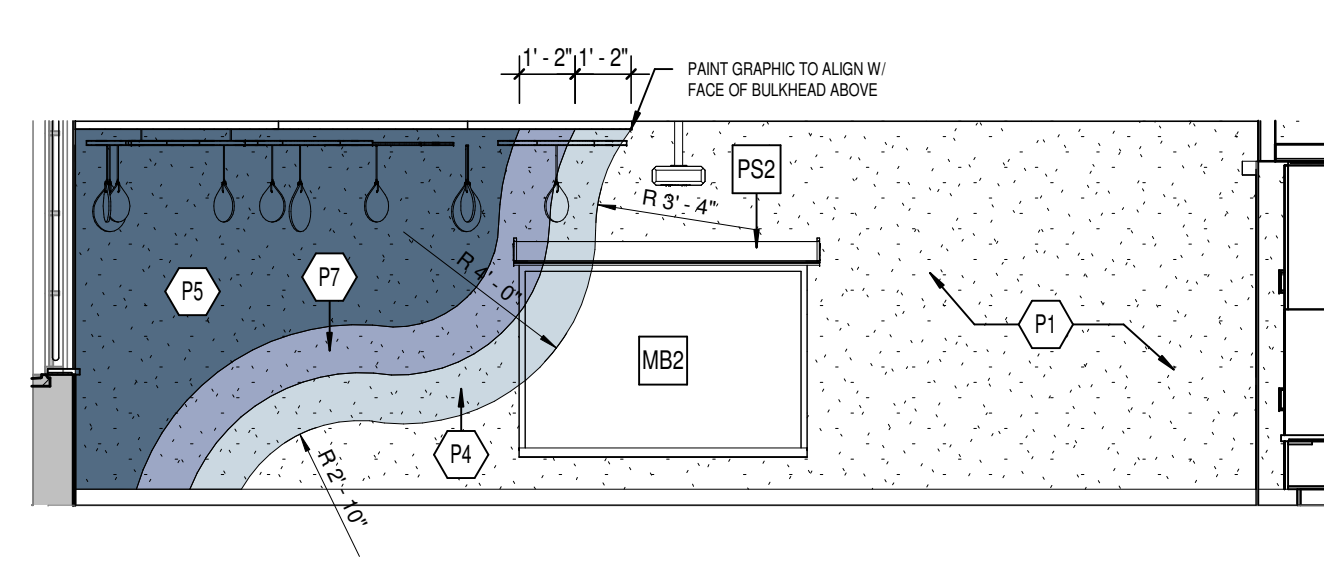 1' - 2" 1' - 2"
PAINT GRAPHIC TO ALIGN W/
FACE OF BULKHEAD ABOVE
PS2
R 3' - 4"
R 4' - 0"
P7
P5
P1
MB2
P4
R 2' - 10"